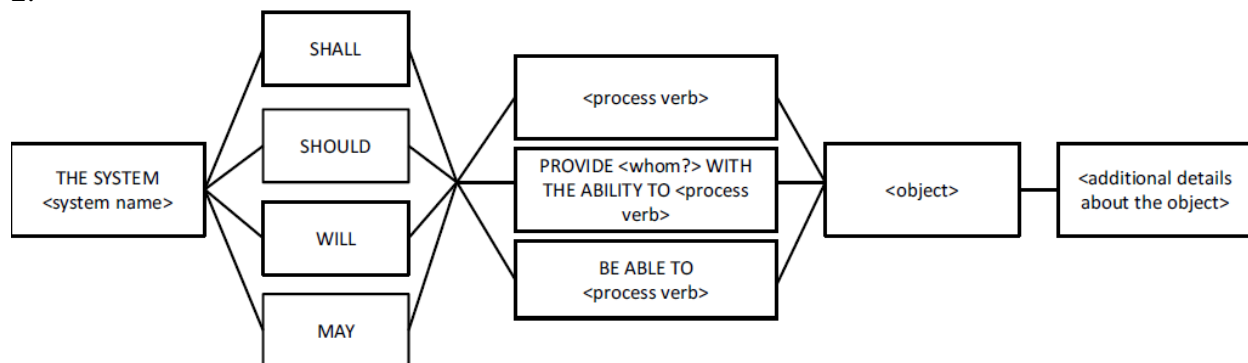 THE SYSTEM
<system name>
SHALL
SHOULD
WILL
MAY
<process verb>
PROVIDE <whom?> WITH
THE ABILITY TO <process
verb>
BE ABLE TO
<process verb>
<object>
<additional details
about the object>